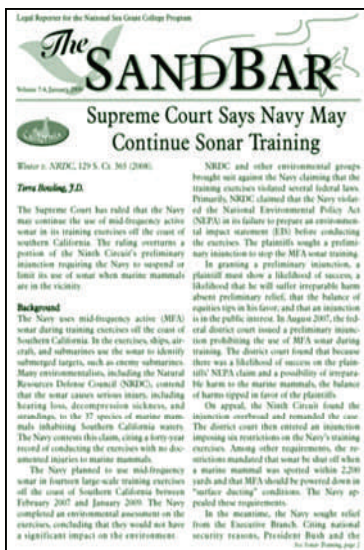 Legal Reporter for the National Sea Grant College Program
The
SANDBAR
Volume 7:4, January 2009
Supreme Court Says Navy May
Continue Sonar Training
Winter v. NRDC, 129 S. Ct. 365 (2008).
Terra Bowling, J.D.
The Supreme Court has ruled that the Navy
may continue the use of mid-frequency active
sonar in its training exercises off the coast of
southern California. The ruling overturns a
portion of the Ninth Circuit's preliminary
injunction requiring the Navy to suspend or
limit its use of sonar when marine mammals
are in the vicinity.
Background
The Navy uses mid-frequency active (MFA)
sonar during training exercises off the coast of
Southern California. In the exercises, ships, air-
craft, and submarines use the sonar to identify
submerged targets, such as enemy submarines.
Many environmentalists, including the Natural
Resources Defense Council (NRDC), contend
that the sonar causes serious injury, including
hearing loss, decompression sickness, and
strandings, to the 37 species of marine mam-
mals inhabiting Southern California waters.
The Navy contests this claim, citing a forty-year
record of conducting the exercises with no doc-
umented injuries to marine mammals.
The Navy planned to use mid-frequency
sonar in fourteen large-scale training exercises
off the coast of Southern California between
February 2007 and January 2009. The Navy
completed an environmental assessment on the
exercises, concluding that they would not have
a significant impact on the environment.
NRDC and other environmental groups
brought suit against the Navy claiming that the
training exercises violated several federal laws.
Primarily, NRDC claimed that the Navy violat-
ed the National Environmental Policy Act
(NEPA) in its failure to prepare an environmen-
tal impact statement (EIS) before conducting
the exercises. The plaintiffs sought a prelimi-
nary injunction to stop the MFA sonar training.
In granting a preliminary injunction, a
plaintiff must show a likelihood of success, a
likelihood that he will suffer irreparable harm
absent preliminary relief, that the balance of
equities tips in his favor, and that an injunction
is in the public interest. In August 2007, the fed-
eral district court issued a preliminary injunc-
tion prohibiting the use of MFA sonar during
training. The district court found that because
there was a likelihood of success on the plain-
tiffs' NEPA claim and a possibility of irrepara-
ble harm to the marine mammals, the balance
of harms tipped in favor of the plaintiffs.
On appeal, the Ninth Circuit found the
injunction overbroad and remanded the case.
The district court then entered an injunction
imposing six restrictions on the Navy's training
exercises. Among other requirements, the re-
strictions mandated that sonar be shut off when
a marine mammal was spotted within 2,200
yards and that MFA should be powered down in
"surface ducting" conditions. The Navy ap-
pealed these requirements.
In the meantime, the Navy sought relief
from the Executive Branch. Citing national
security reasons, President Bush and the
See Sonar Training, page 2